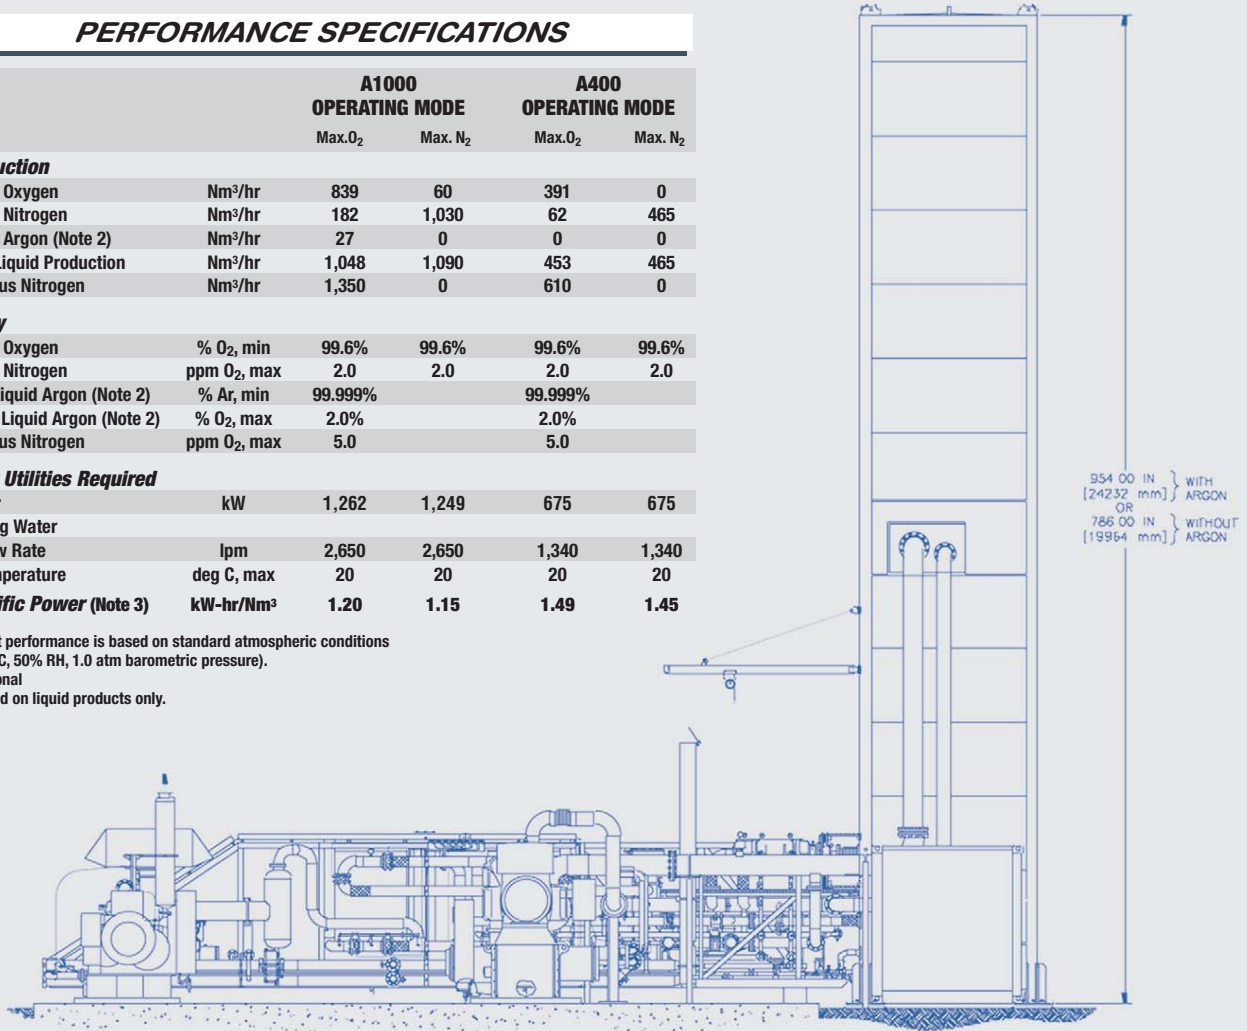 PERFORMANCE SPECIFICATIONS
A1000 A400
OPERATING MODE OPERATING MODE
Max.O₂ Max. N₂ Max.O₂ Max. N₂
uction
Oxygen Nm³/hr 839 60 391 0
Nitrogen Nm³/hr 182 1,030 62 465
Argon (Note 2) Nm³/hr 27 0 0 0
Liquid Production Nm³/hr 1,048 1,090 453 465
us Nitrogen Nm³/hr 1,350 0 610 0
y
Oxygen % O₂, min 99.6% 99.6% 99.6% 99.6%
Nitrogen ppm O₂, max 2.0 2.0 2.0 2.0
iquid Argon (Note 2) % Ar, min 99.999% 99.999%
Liquid Argon (Note 2) % O₂, max 2.0% 2.0%
us Nitrogen ppm O₂, max 5.0 5.0
Utilities Required
kW 1,262 1,249 675 675
g Water
w Rate lpm 2,650 2,650 1,340 1,340
mperature deg C, max 20 20 20 20
ific Power (Note 3) kW-hr/Nm³ 1.20 1.15 1.49 1.45
t performance is based on standard atmospheric conditions
C, 50% RH, 1.0 atm barometric pressure).
onal
d on liquid products only.
954 00 IN } WITH
[24232 mm] } ARGON
OR
786 00 IN } WITHOUT
[19964 mm] } ARGON